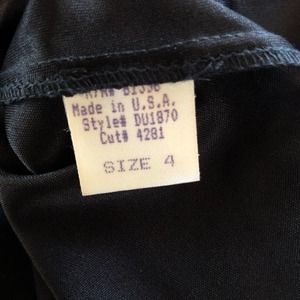 Made in U.S.A.
Style# DU1870
Cut# 4281
SIZE 4